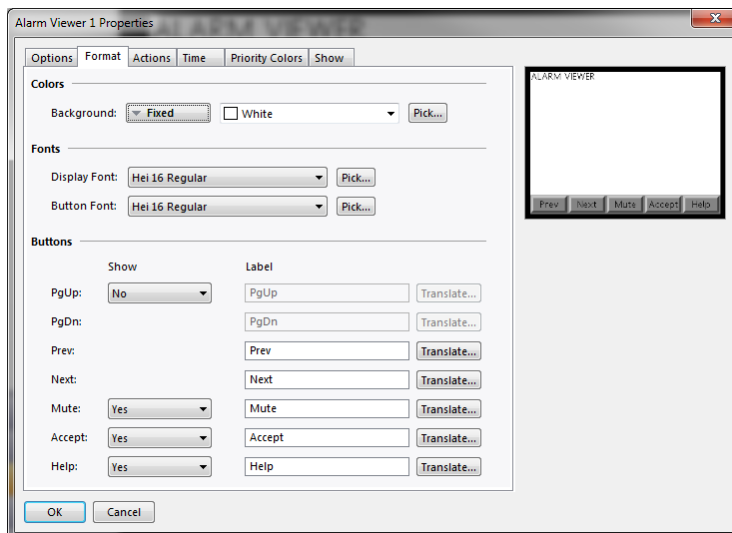 Alarm Viewer 1 Properties
ALARM VIEWER
Options Format Actions Time Priority Colors Show
Colors
Background: Fixed White Pick...
Fonts
Display Font: Hei 16 Regular Pick...
Button Font: Hei 16 Regular Pick...
Buttons
Show Label
PgUp: No PgUp Translate...
PgDn: PgDn Translate...
Prev: Prev Translate...
Next: Next Translate...
Mute: Yes Mute Translate...
Accept: Yes Accept Translate...
Help: Yes Help Translate...
OK Cancel
ALARM VIEWER
Prev Next Mute Accept Help